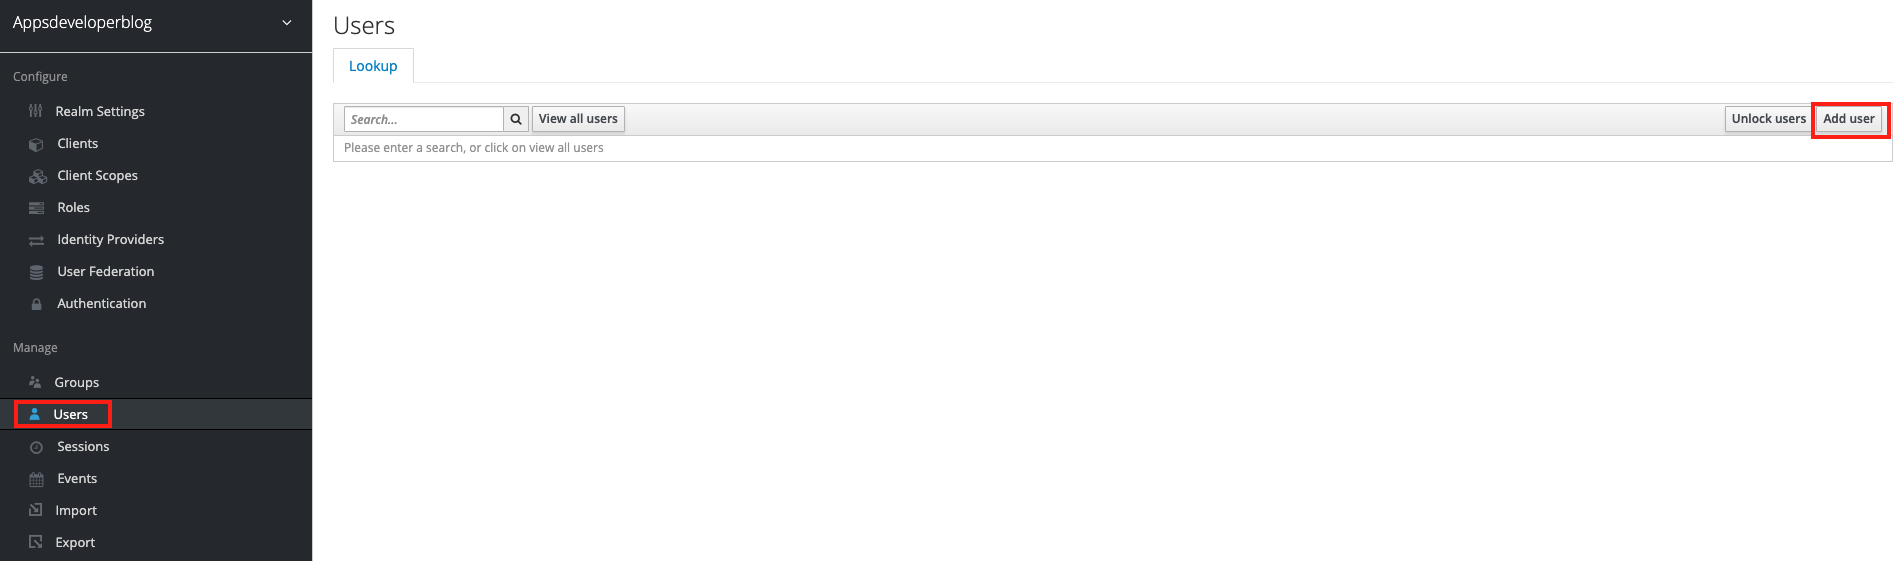 Appsdeveloperblog
Configure
Realm Settings
Clients
Client Scopes
Roles
Identity Providers
User Federation
Authentication
Manage
Groups
Users
Sessions
Events
Import
Export
Users
Lookup
Search... View all users Unlock users Add user
Please enter a search, or click on view all users